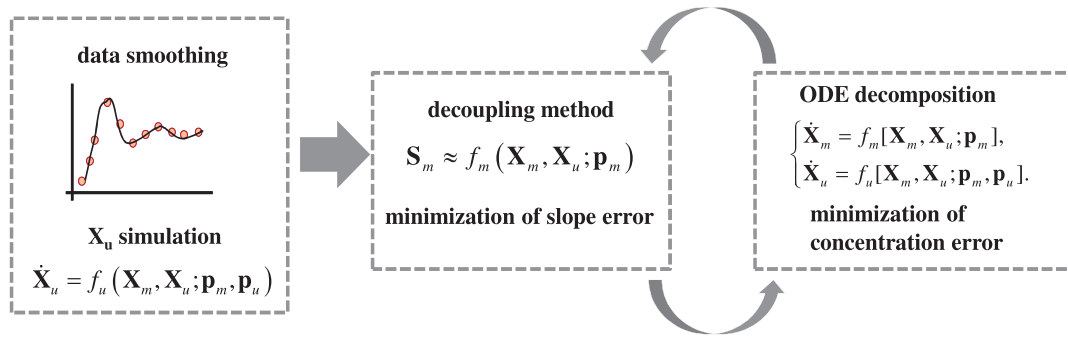 data smoothing
X_u simulation
Ẋ_u = f_u(X_m, X_u; p_m, p_u)
decoupling method
S_m ≈ f_m(X_m, X_u; p_m)
minimization of slope error
ODE decomposition
Ẋ_m = f_m[X_m, X_u; p_m],
Ẋ_u = f_u[X_m, X_u; p_m, p_u].
minimization of
concentration error